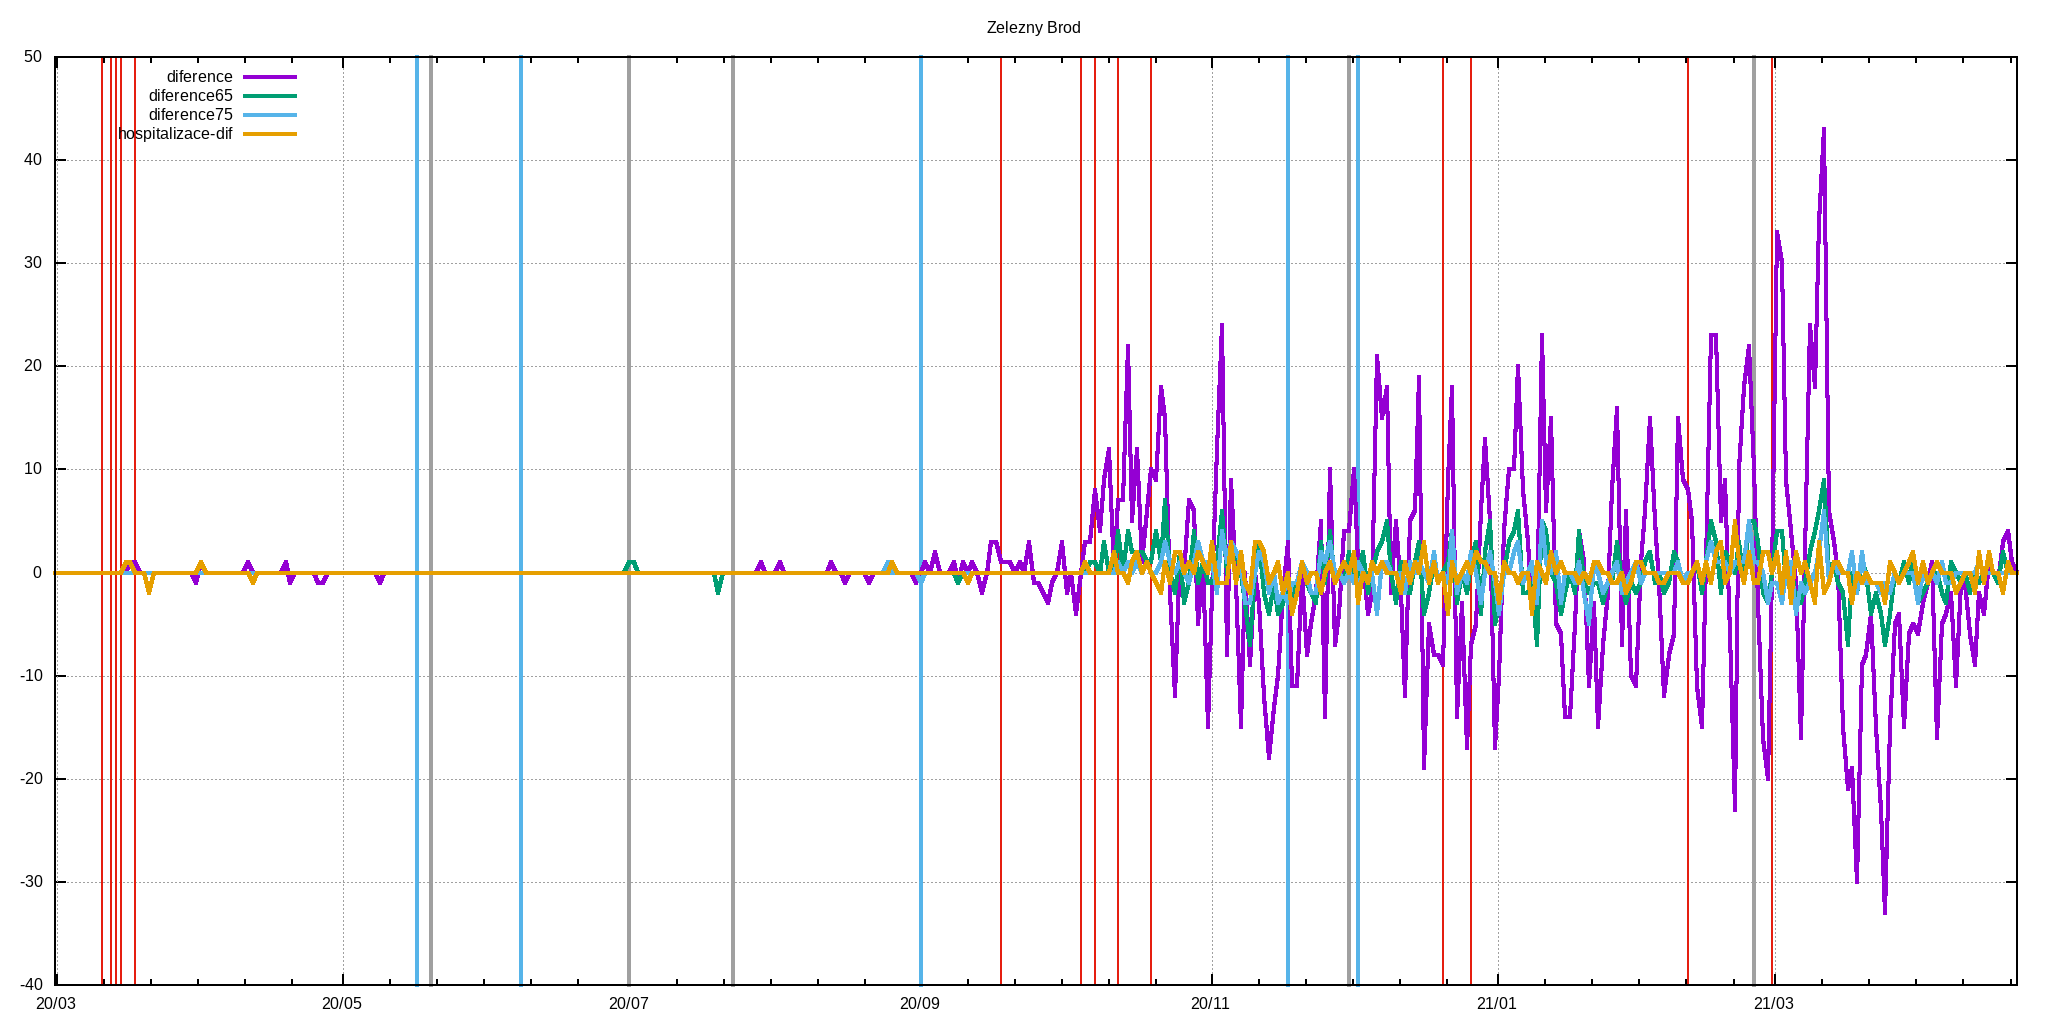 Zelezny Brod
50
40
30
20
10
0
-10
-20
-30
-40
diference
diference65
diference75
hospitalizace-dif
20/03 20/05 20/07 20/09 20/11 21/01 21/03